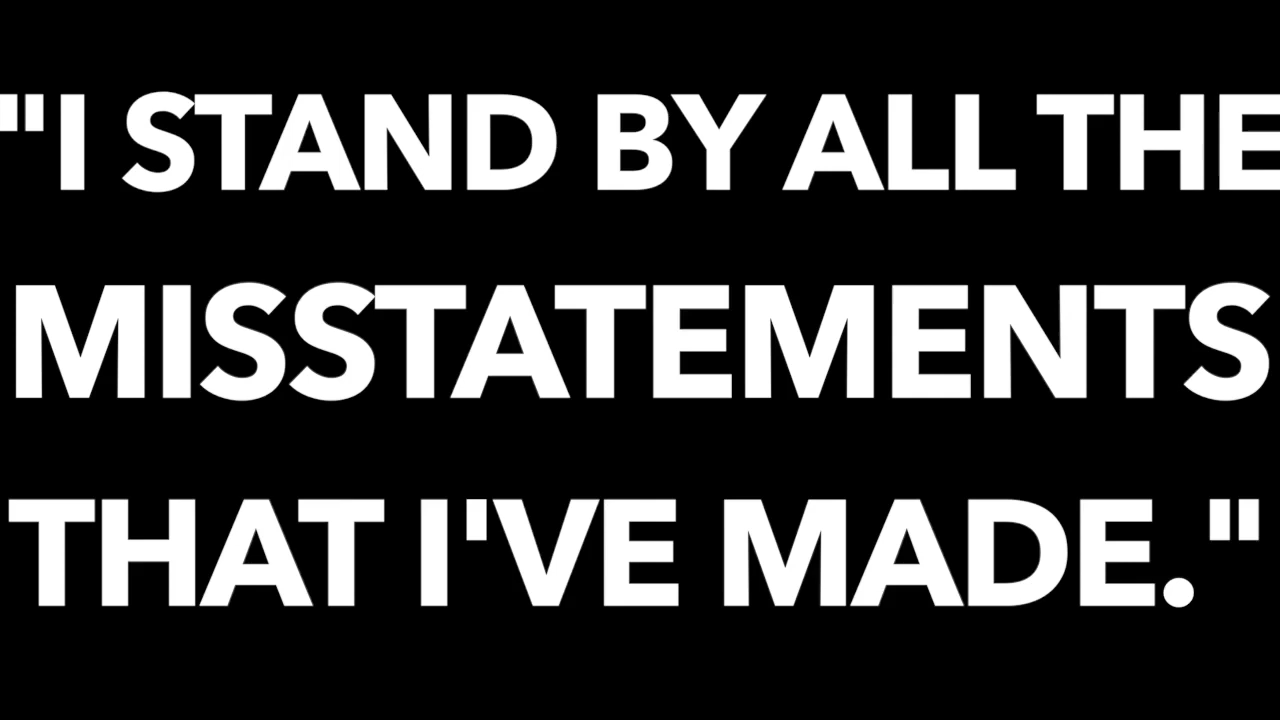 "I STAND BY ALL THE
MISSTATEMENTS
THAT I'VE MADE."